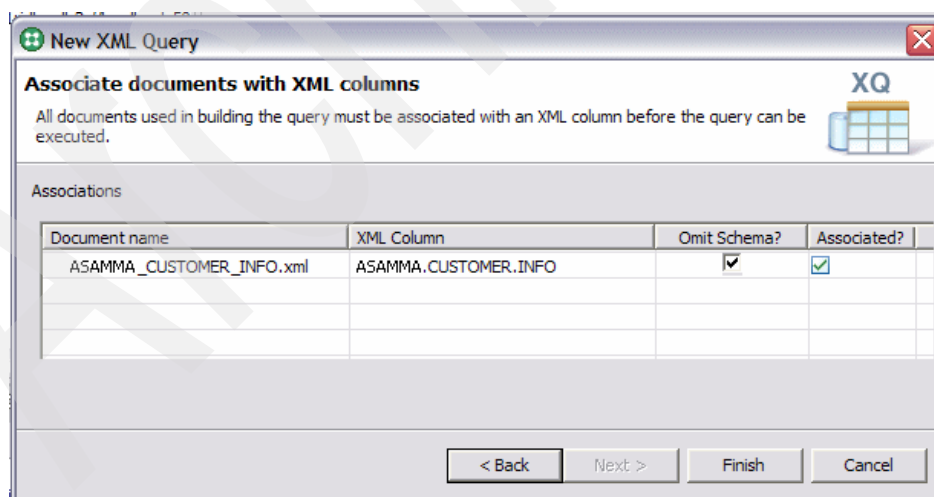 New XML Query
Associate documents with XML columns
XQ
All documents used in building the query must be associated with an XML column before the query can be
executed.
Associations
Document name XML Column Omit Schema? Associated?
ASAMMA_CUSTOMER_INFO.xml ASAMMA.CUSTOMER.INFO
< Back Next > Finish Cancel